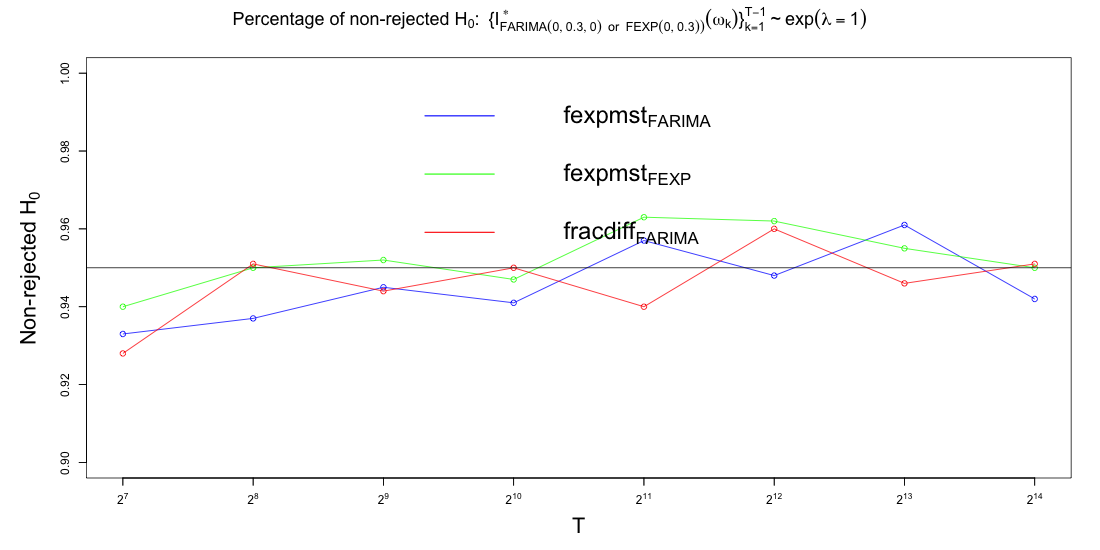 Percentage of non-rejected H₀: {I*FARIMA(0, 0.3, 0) or FEXP(0, 0.3))(ωₖ)}ᵀ⁻¹ₖ₌₁ ~ exp(λ = 1)
1.00
0.98
0.96
0.94
0.92
0.90
Non-rejected H₀
fexpmstFARIMA
fexpmstFEXP
fracdiffFARIMA
2⁷ 2⁸ 2⁹ 2¹⁰ 2¹¹ 2¹² 2¹³ 2¹⁴
T